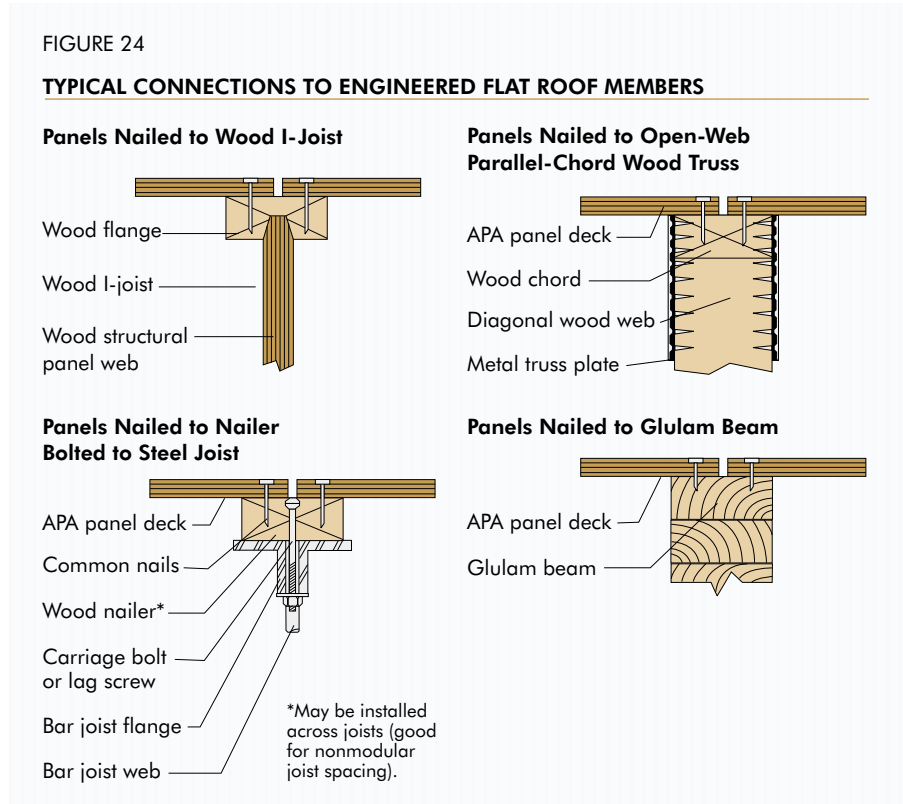 FIGURE 24
TYPICAL CONNECTIONS TO ENGINEERED FLAT ROOF MEMBERS
Panels Nailed to Wood I-Joist
Wood flange
Wood I-joist
Wood structural
panel web
Panels Nailed to Open-Web
Parallel-Chord Wood Truss
APA panel deck
Wood chord
Diagonal wood web
Metal truss plate
Panels Nailed to Nailer
Bolted to Steel Joist
APA panel deck
Common nails
Wood nailer*
Carriage bolt
or lag screw
Bar joist flange
Bar joist web
*May be installed
across joists (good
for nonmodular
joist spacing).
Panels Nailed to Glulam Beam
APA panel deck
Glulam beam